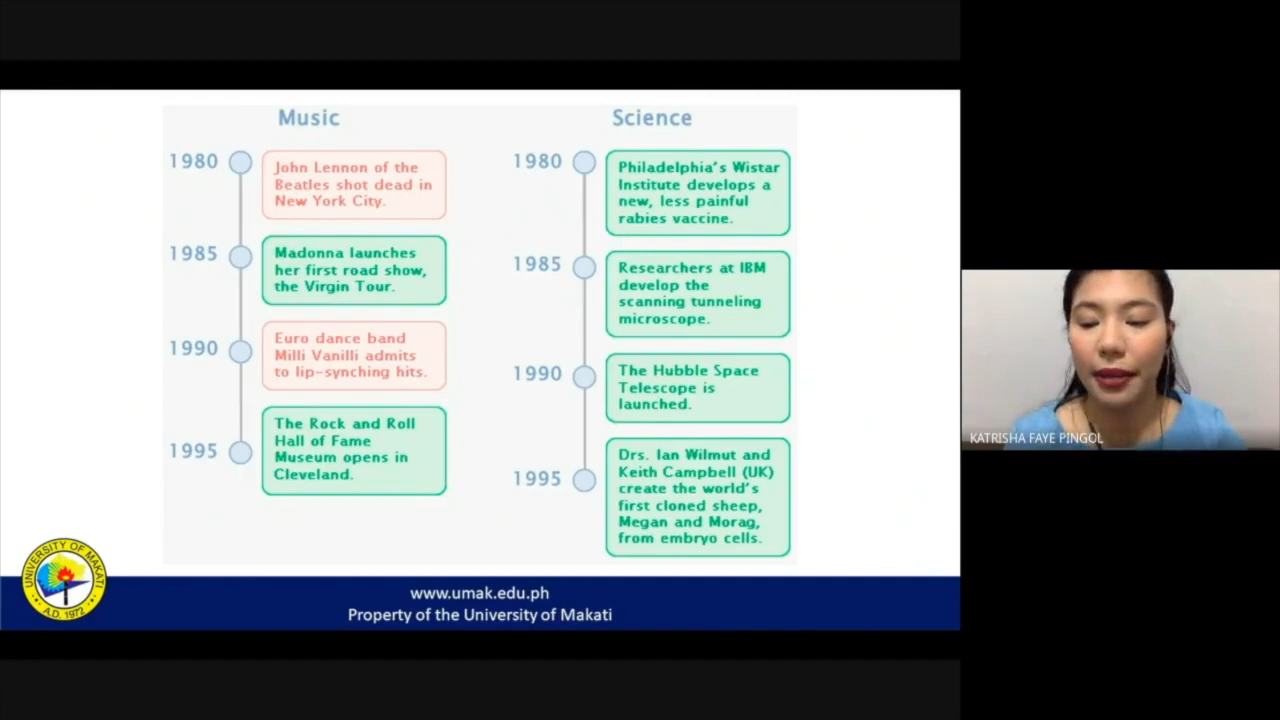 Music
1980
John Lennon of the
Beatles shot dead in
New York City.
1985
Madonna launches
her first road show,
the Virgin Tour.
1990
Euro dance band
Milli Vanilli admits
to lip-synching hits.
1995
The Rock and Roll
Hall of Fame
Museum opens in
Cleveland.
Science
1980
Philadelphia's Wistar
Institute develops a
new, less painful
rabies vaccine.
1985
Researchers at IBM
develop the
scanning tunneling
microscope.
1990
The Hubble Space
Telescope is
launched.
1995
Drs. Ian Wilmut and
Keith Campbell (UK)
create the world's
first cloned sheep,
Megan and Morag,
from embryo cells.
UNIVERSITY OF MAKATI
A.D. 1972
www.umak.edu.ph
Property of the University of Makati
KATRISHA FAYE PINGOL